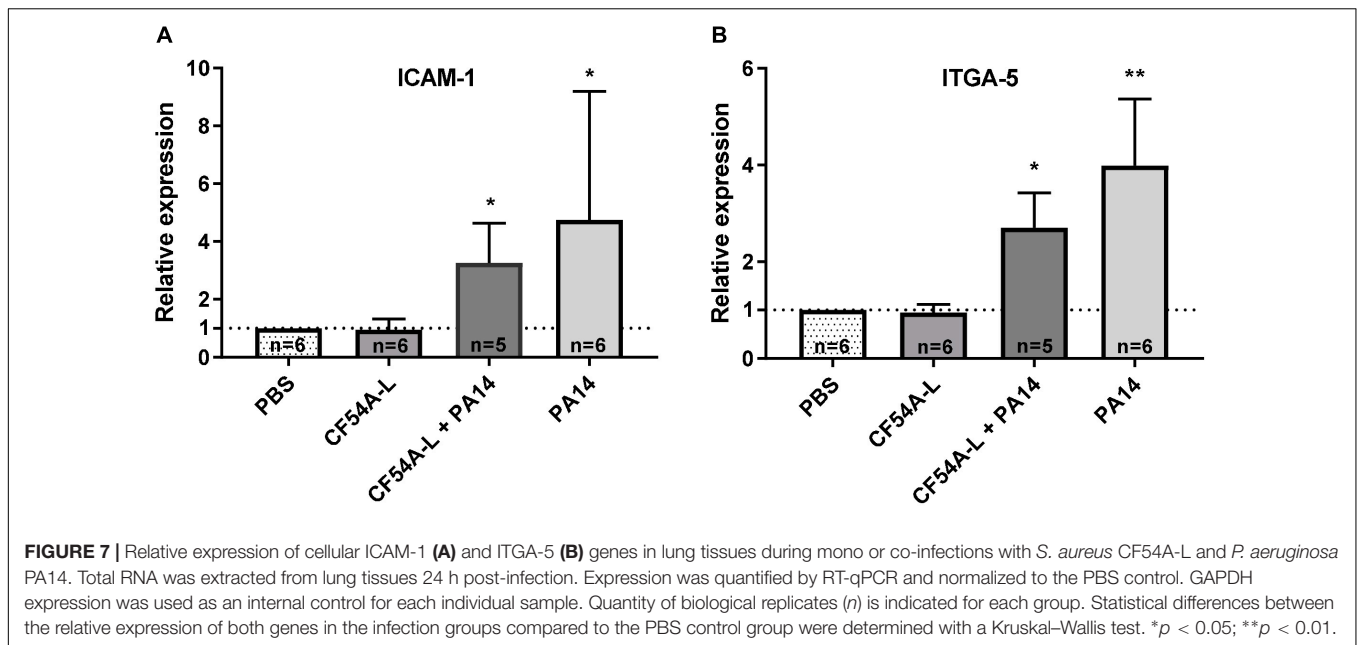 A
ICAM-1
Relative expression
10
8
6
4
2
1
0
*
*
n=6
n=6
n=5
n=6
PBS
CF54A-L
CF54A-L + PA14
PA14
B
ITGA-5
Relative expression
6
4
2
1
0
*
**
n=6
n=6
n=5
n=6
PBS
CF54A-L
CF54A-L + PA14
PA14
FIGURE 7 | Relative expression of cellular ICAM-1 (A) and ITGA-5 (B) genes in lung tissues during mono or co-infections with S. aureus CF54A-L and P. aeruginosa
PA14. Total RNA was extracted from lung tissues 24 h post-infection. Expression was quantified by RT-qPCR and normalized to the PBS control. GAPDH
expression was used as an internal control for each individual sample. Quantity of biological replicates (n) is indicated for each group. Statistical differences between
the relative expression of both genes in the infection groups compared to the PBS control group were determined with a Kruskal–Wallis test. *p < 0.05; **p < 0.01.